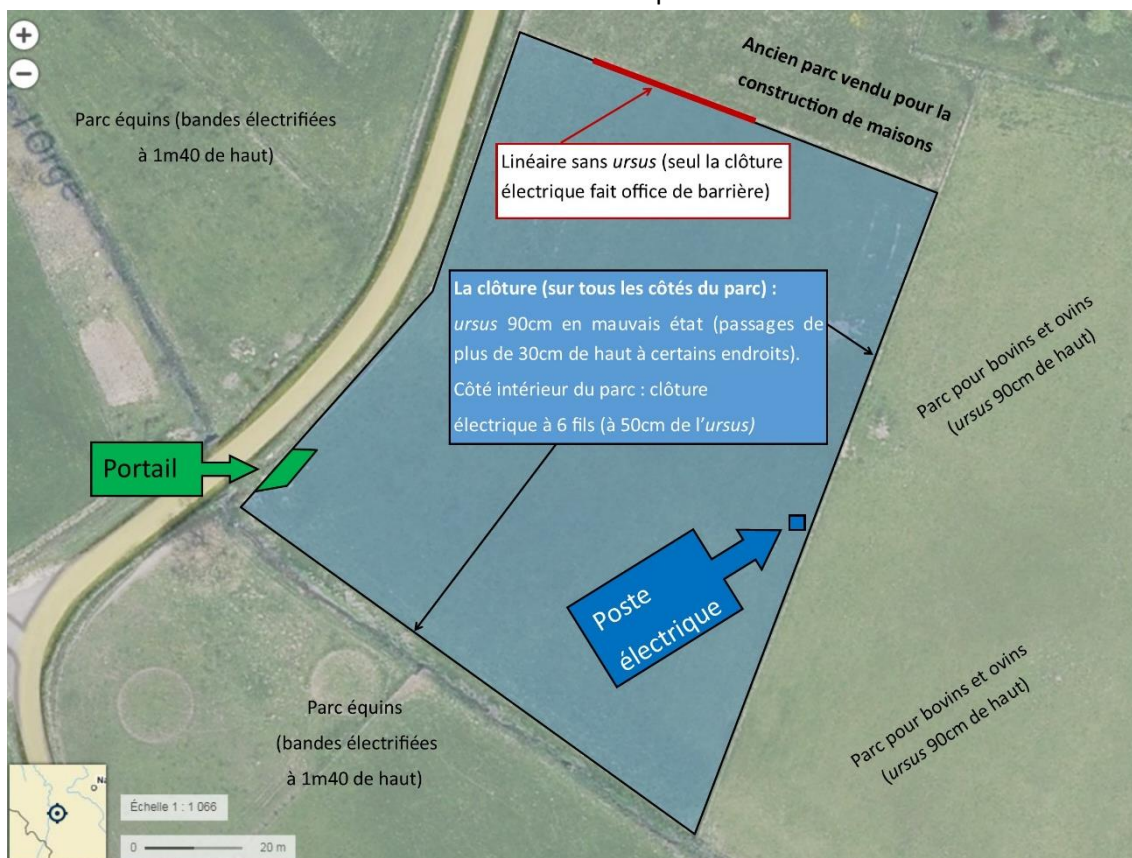 +
−
Parc équins (bandes électrifiées
à 1m40 de haut)
Ancien parc vendu pour la
construction de maisons
Linéaire sans ursus (seul la clôture
électrique fait office de barrière)
La clôture (sur tous les côtés du parc) :
ursus 90cm en mauvais état (passages de
plus de 30cm de haut à certains endroits).
Côté intérieur du parc : clôture
électrique à 6 fils (à 50cm de l'ursus)
Parc pour bovins et ovins
(ursus 90cm de haut)
Portail
Poste
électrique
Parc équins
(bandes électrifiées
à 1m40 de haut)
Parc pour bovins et ovins
(ursus 90cm de haut)
Na
Échelle 1 : 1 066
0 20 m